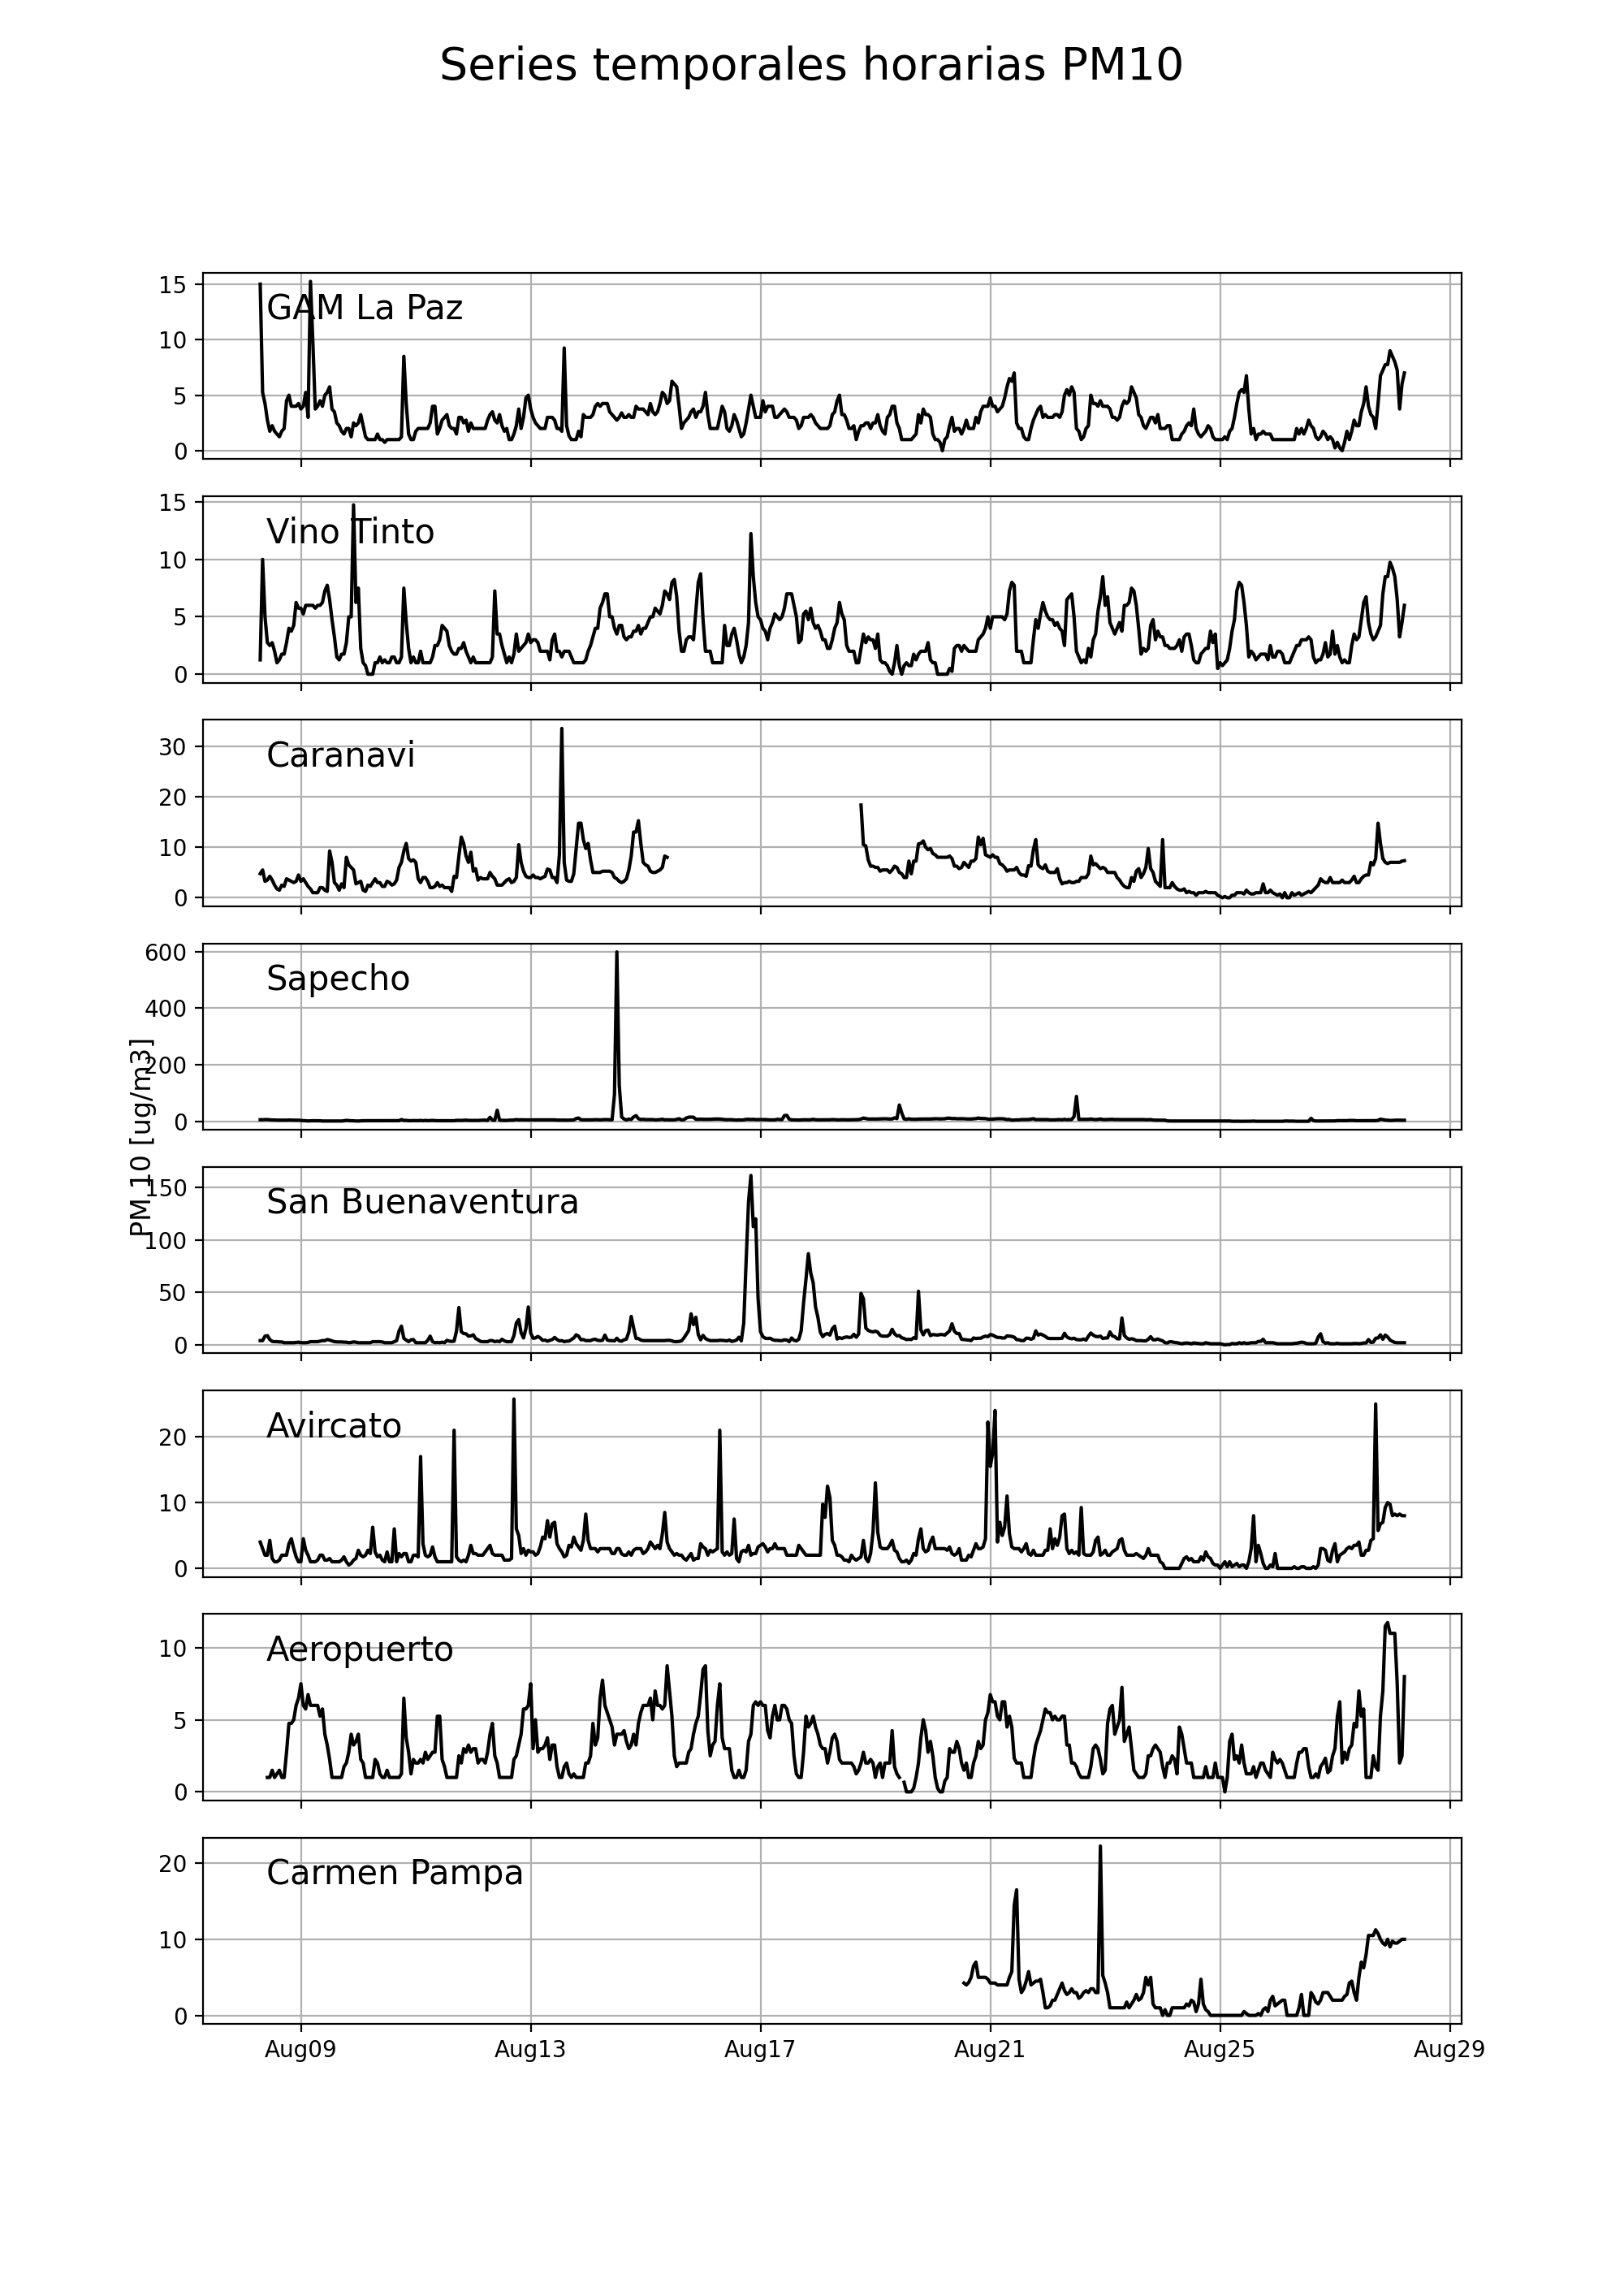 Series temporales horarias PM10
15
GAM La Paz
10
5
0
15
Vino Tinto
10
5
0
30
Caranavi
20
10
0
600
Sapecho
400
200
0
PM 10 [ug/m3]
150
San Buenaventura
100
50
0
Avircato
20
10
0
Aeropuerto
10
5
0
Carmen Pampa
20
10
0
Aug09 Aug13 Aug17 Aug21 Aug25 Aug29